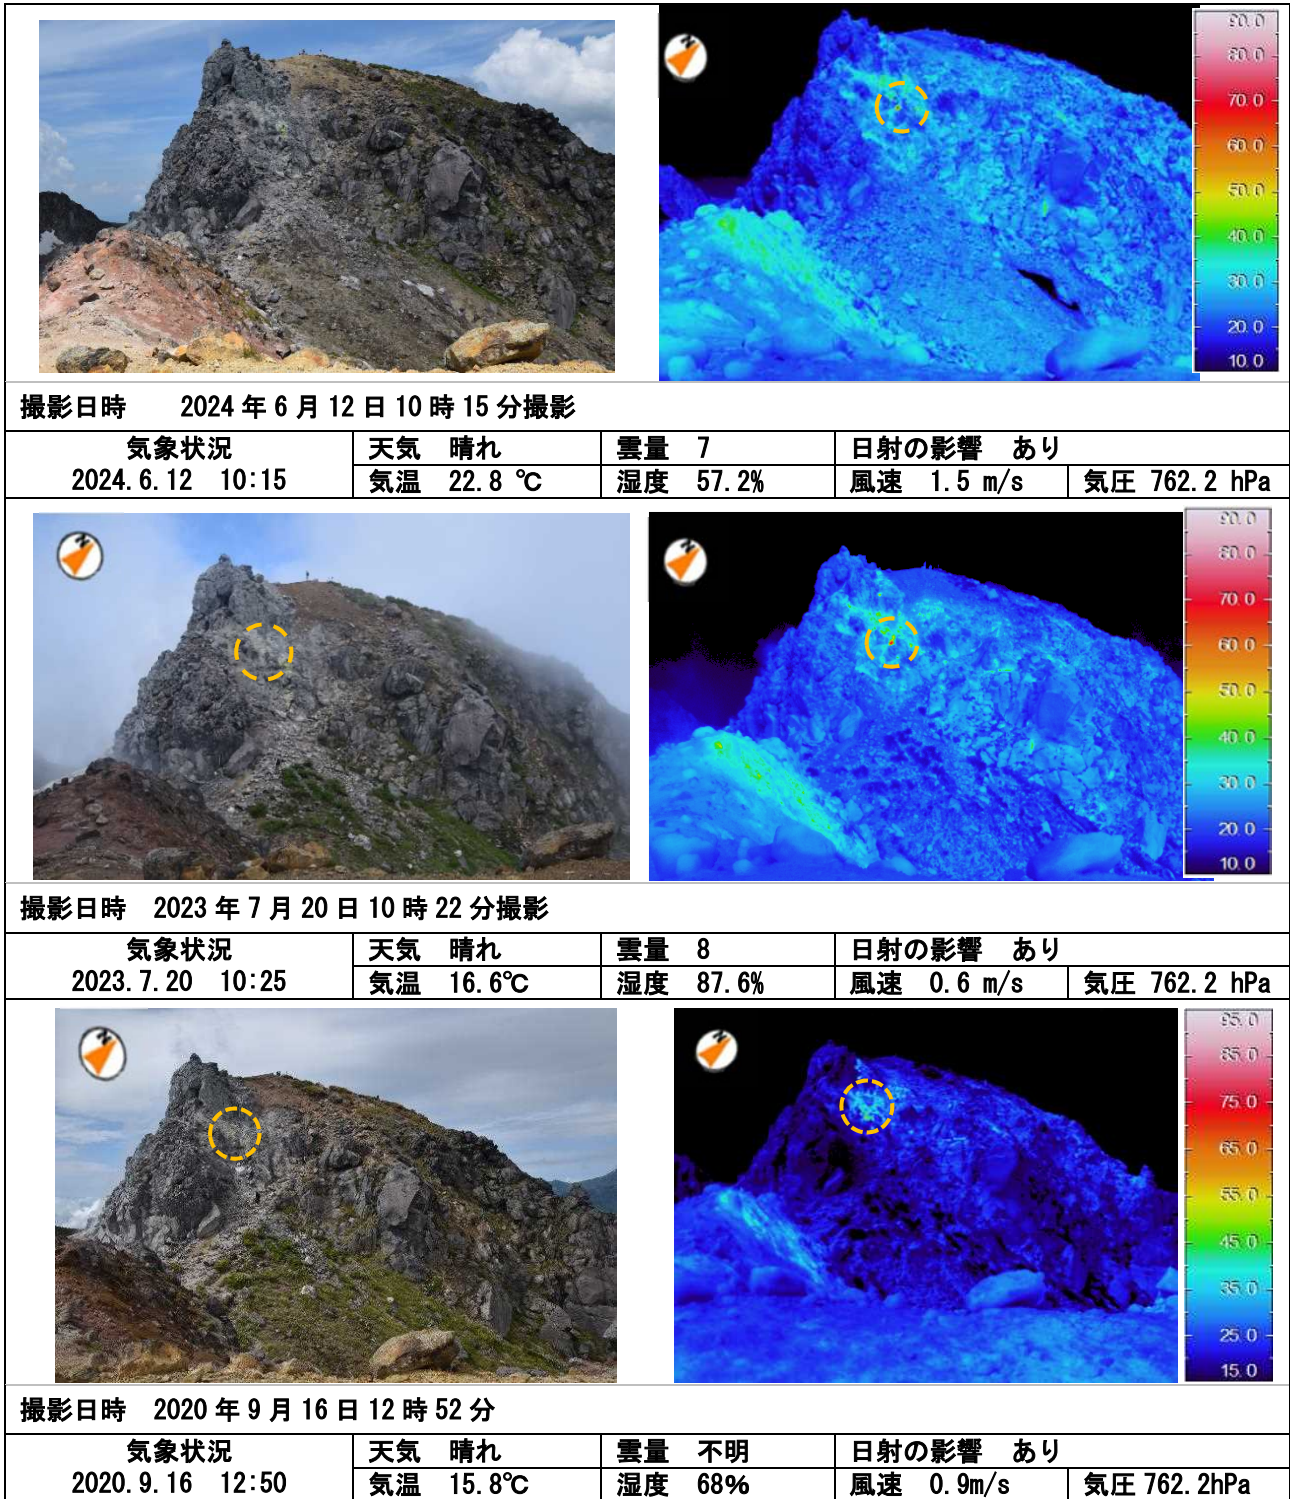 N
90.0
80.0
70.0
60.0
50.0
40.0
30.0
20.0
10.0
撮影日時 2024年6月12日10時15分撮影
気象状況 天気 晴れ 雲量 7 日射の影響 あり
2024.6.12 10:15 気温 22.8 ℃ 湿度 57.2% 風速 1.5 m/s 気圧 762.2 hPa
N
N
90.0
80.0
70.0
60.0
50.0
40.0
30.0
20.0
10.0
撮影日時 2023年7月20日10時22分撮影
気象状況 天気 晴れ 雲量 8 日射の影響 あり
2023.7.20 10:25 気温 16.6℃ 湿度 87.6% 風速 0.6 m/s 気圧 762.2 hPa
N
N
95.0
85.0
75.0
65.0
55.0
45.0
35.0
25.0
15.0
撮影日時 2020年9月16日12時52分
気象状況 天気 晴れ 雲量 不明 日射の影響 あり
2020.9.16 12:50 気温 15.8℃ 湿度 68% 風速 0.9m/s 気圧 762.2hPa